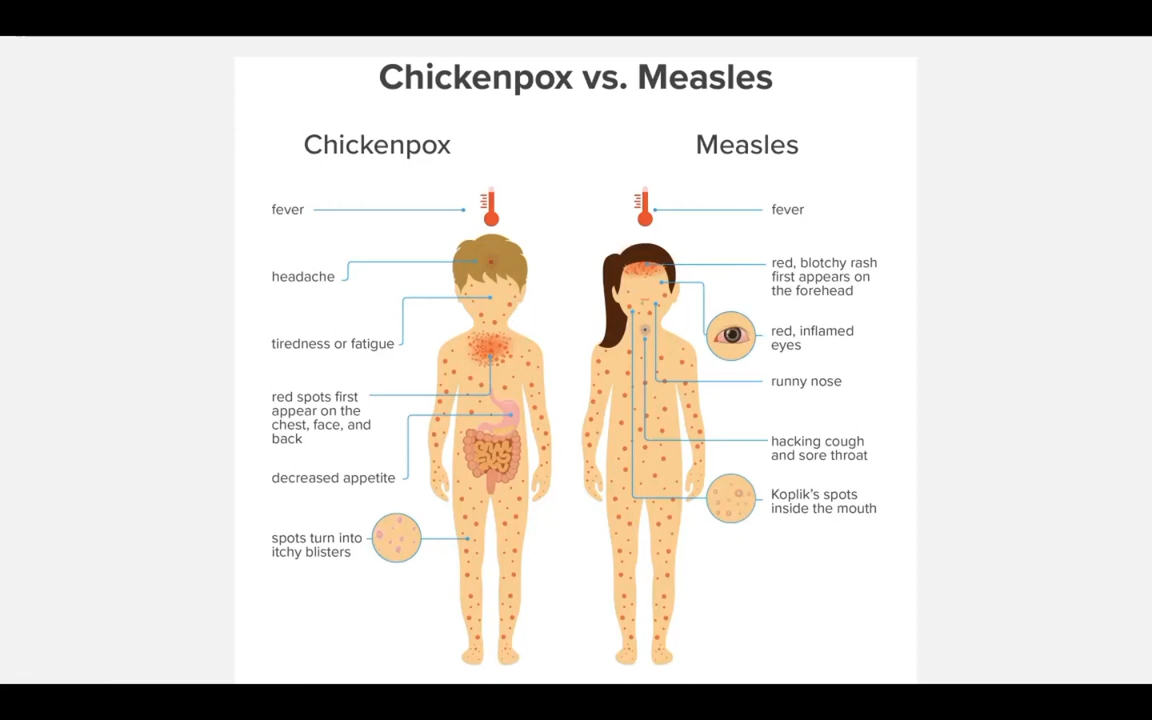 Chickenpox vs. Measles
Chickenpox
Measles
fever
headache
tiredness or fatigue
red spots first
appear on the
chest, face, and
back
decreased appetite
spots turn into
itchy blisters
fever
red, blotchy rash
first appears on
the forehead
red, inflamed
eyes
runny nose
hacking cough
and sore throat
Koplik's spots
inside the mouth